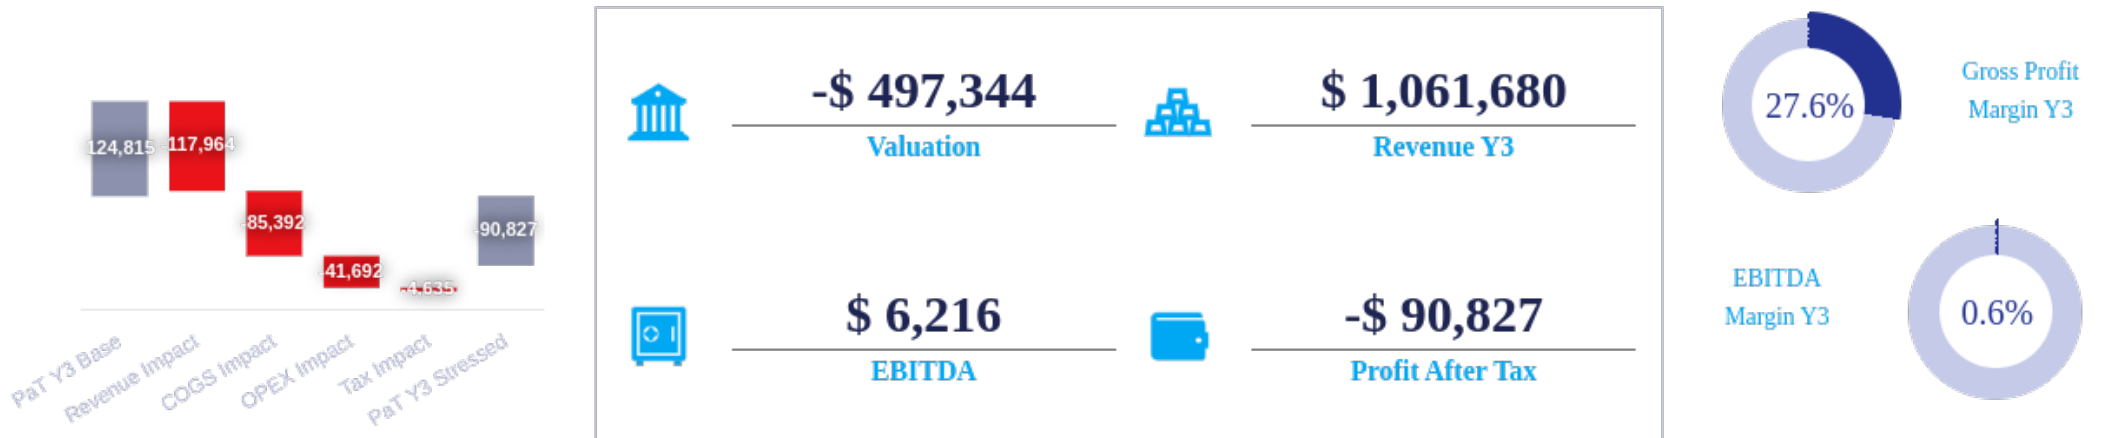 124,815
-117,964
-85,392
-41,692
-4,635
-90,827
PaT Y3 Base
Revenue Impact
COGS Impact
OPEX Impact
Tax Impact
PaT Y3 Stressed
-$ 497,344
Valuation
$ 1,061,680
Revenue Y3
$ 6,216
EBITDA
-$ 90,827
Profit After Tax
27.6%
Gross Profit
Margin Y3
EBITDA
Margin Y3
0.6%